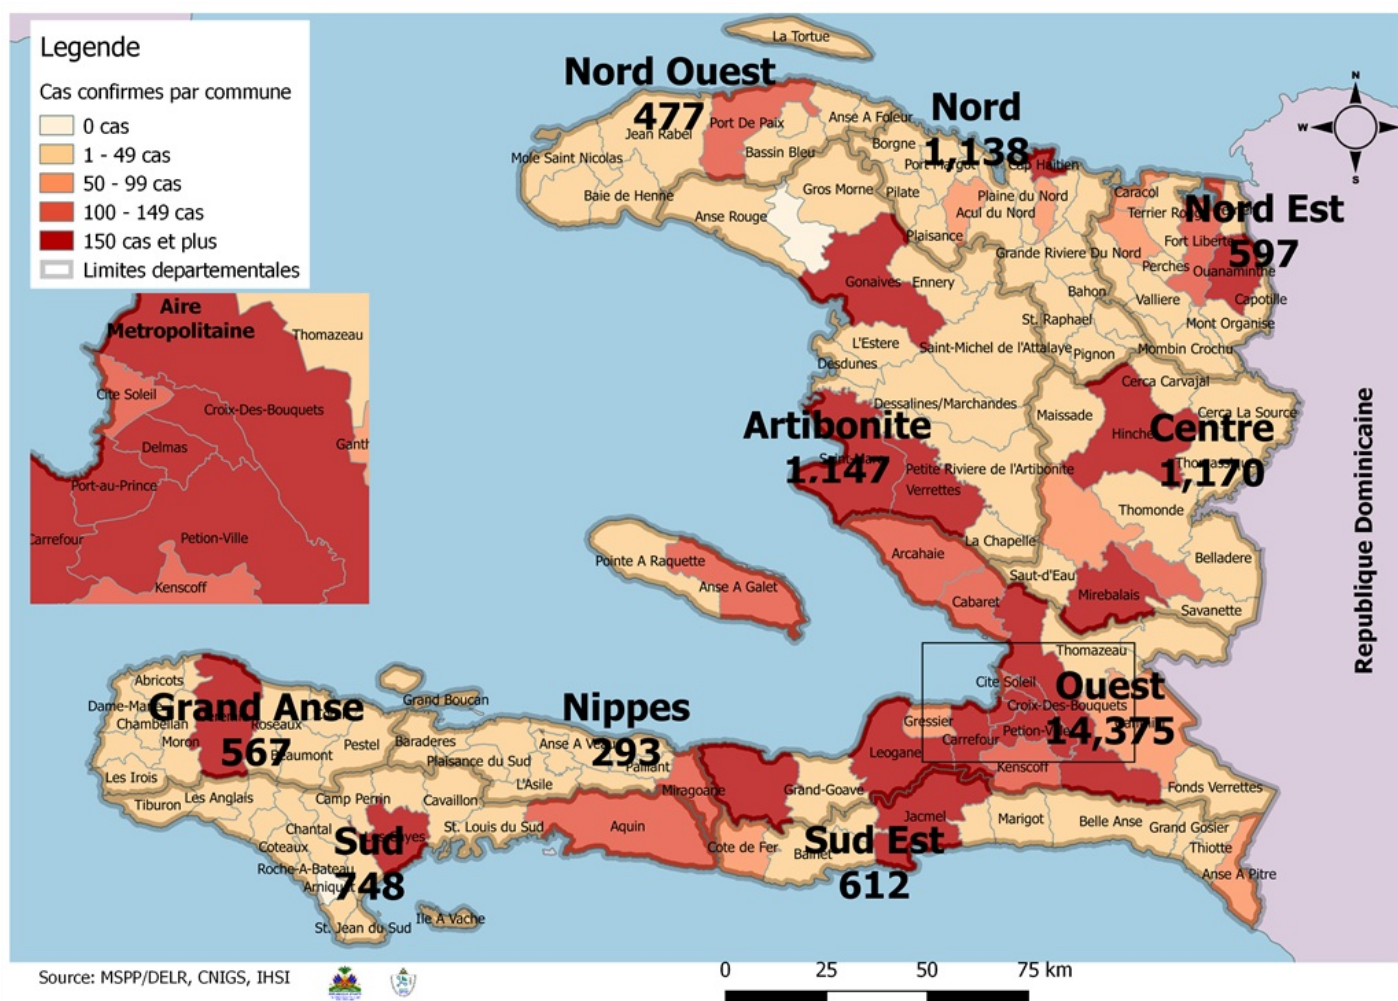 Legende
Cas confirmes par commune
0 cas
1 - 49 cas
50 - 99 cas
100 - 149 cas
150 cas et plus
Limites departementales
Aire
Metropolitaine
Thomazeau
Cite Soleil
Croix-Des-Bouquets
Delmas
Port-au-Prince
Carrefour
Petion-Ville
Kenscoff
N
W
S
La Tortue
Nord Ouest
477
Port De Paix
Jean Rabel
Anse A Foleur
Mole Saint Nicolas
Bassin Bleu
Baie de Henne
Nord
1,138
Borgne
Port Margot
Cap Haitien
Gros Morne
Pilate
Plaine du Nord
Acul du Nord
Anse Rouge
Plaisance
Caracol
Nord Est
597
Fort Liberte
Grande Riviere Du Nord
Perches
Ouanaminthe
Gonaives
Ennery
Bahon
Valliere
Capotille
St. Raphael
Mont Organise
L'Estere
Saint-Michel de l'Attalaye
Pignon
Mombin Crochu
Desdunes
Cerca Carvajal
Dessalines/Marchandes
Maissade
Cerca La Source
Artibonite
1,147
Hinche
Centre
1,170
Petite Riviere de l'Artibonite
Verrettes
Thomonde
La Chapelle
Arcahaie
Belladere
Pointe A Raquette
Saut-d'Eau
Anse A Galet
Cabaret
Mirebalais
Savanette
Republique Dominicaine
Thomazeau
Cite Soleil
Ouest
14,375
Croix-Des-Bouquets
Gressier
Carrefour
Leogane
Kenscoff
Fonds Verrettes
Abricots
Grand Boucan
Grand Anse
567
Chambellan
Roseaux
Moron
Beaumont
Pestel
Baraderes
Nippes
293
Plaisance du Sud
Paillant
Les Irois
L'Asile
Miragoane
Grand-Goave
Tiburon
Les Anglais
Camp Perrin
Cavaillon
Chantal
St. Louis du Sud
Aquin
Jacmel
Marigot
Belle Anse
Grand Gosier
Coteaux
Sud
748
Cote de Fer
Sud Est
612
Thiotte
Roche-A-Bateau
Anse A Pitre
Ile A Vache
St. Jean du Sud
Source: MSPP/DELR, CNIGS, IHSI
0 25 50 75 km